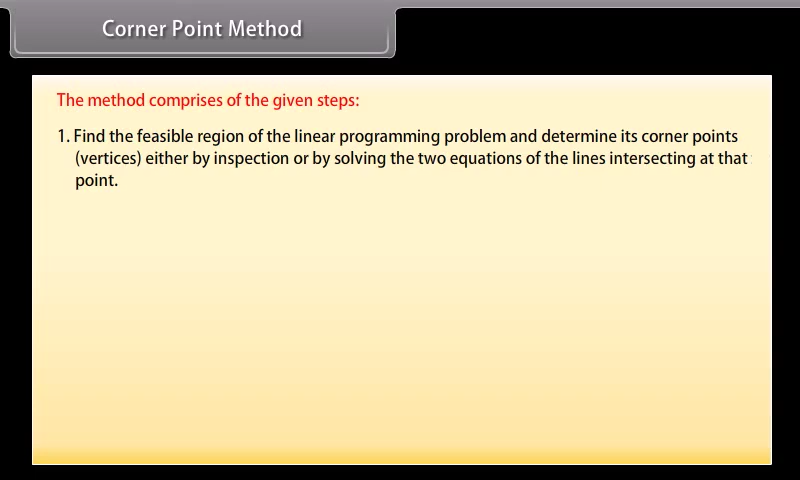 Corner Point Method
The method comprises of the given steps:
1. Find the feasible region of the linear programming problem and determine its corner points
(vertices) either by inspection or by solving the two equations of the lines intersecting at that
point.